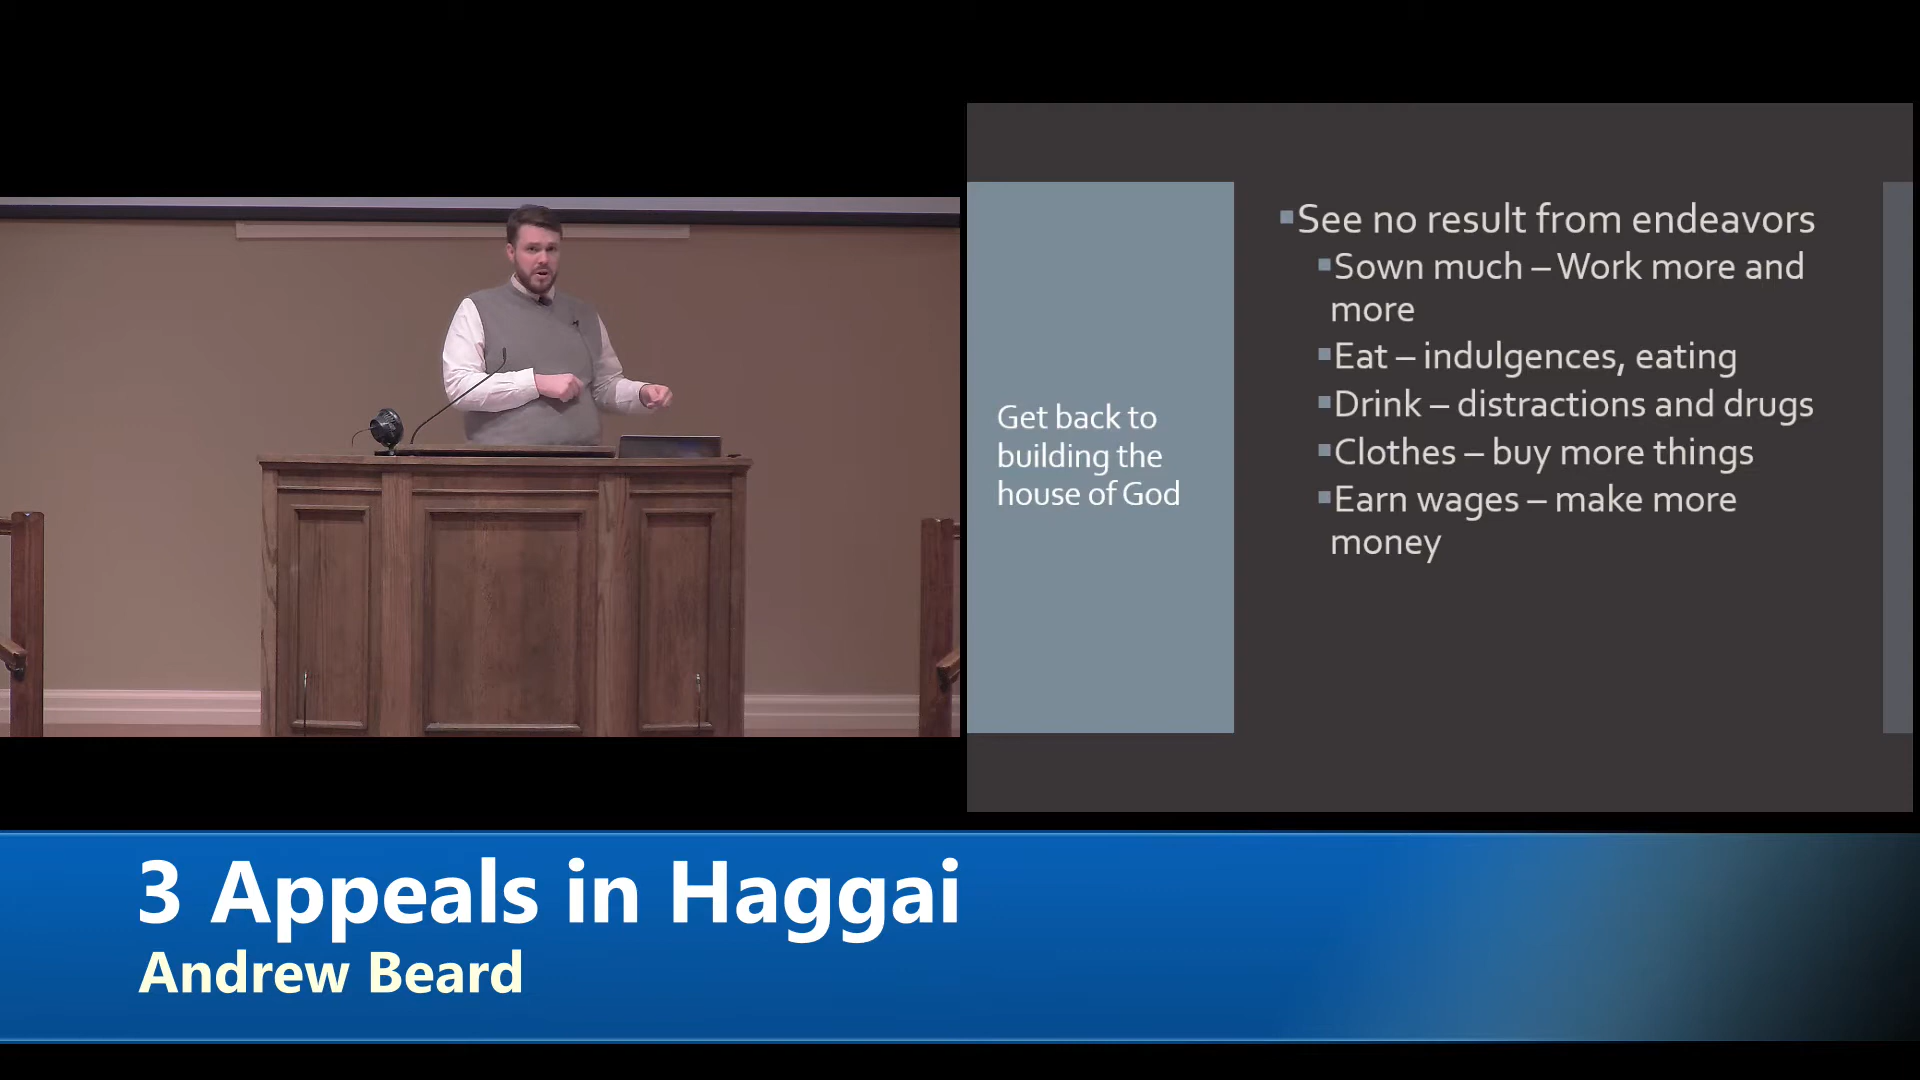 Get back to
building the
house of God
See no result from endeavors
Sown much – Work more and
more
Eat – indulgences, eating
Drink – distractions and drugs
Clothes – buy more things
Earn wages – make more
money
3 Appeals in Haggai
Andrew Beard